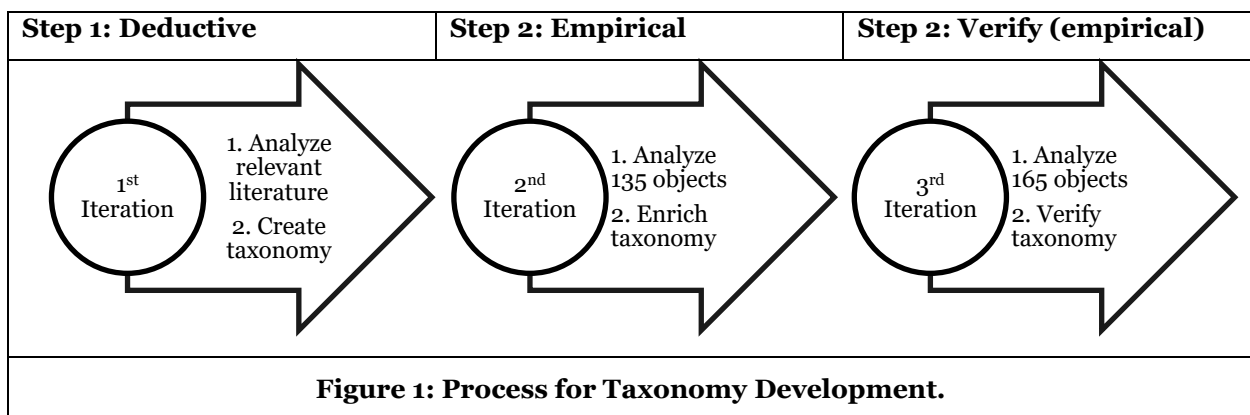 Step 1: Deductive
Step 2: Empirical
Step 2: Verify (empirical)
1st
Iteration
1. Analyze
relevant
literature
2. Create
taxonomy
2nd
Iteration
1. Analyze
135 objects
2. Enrich
taxonomy
3rd
Iteration
1. Analyze
165 objects
2. Verify
taxonomy
Figure 1: Process for Taxonomy Development.